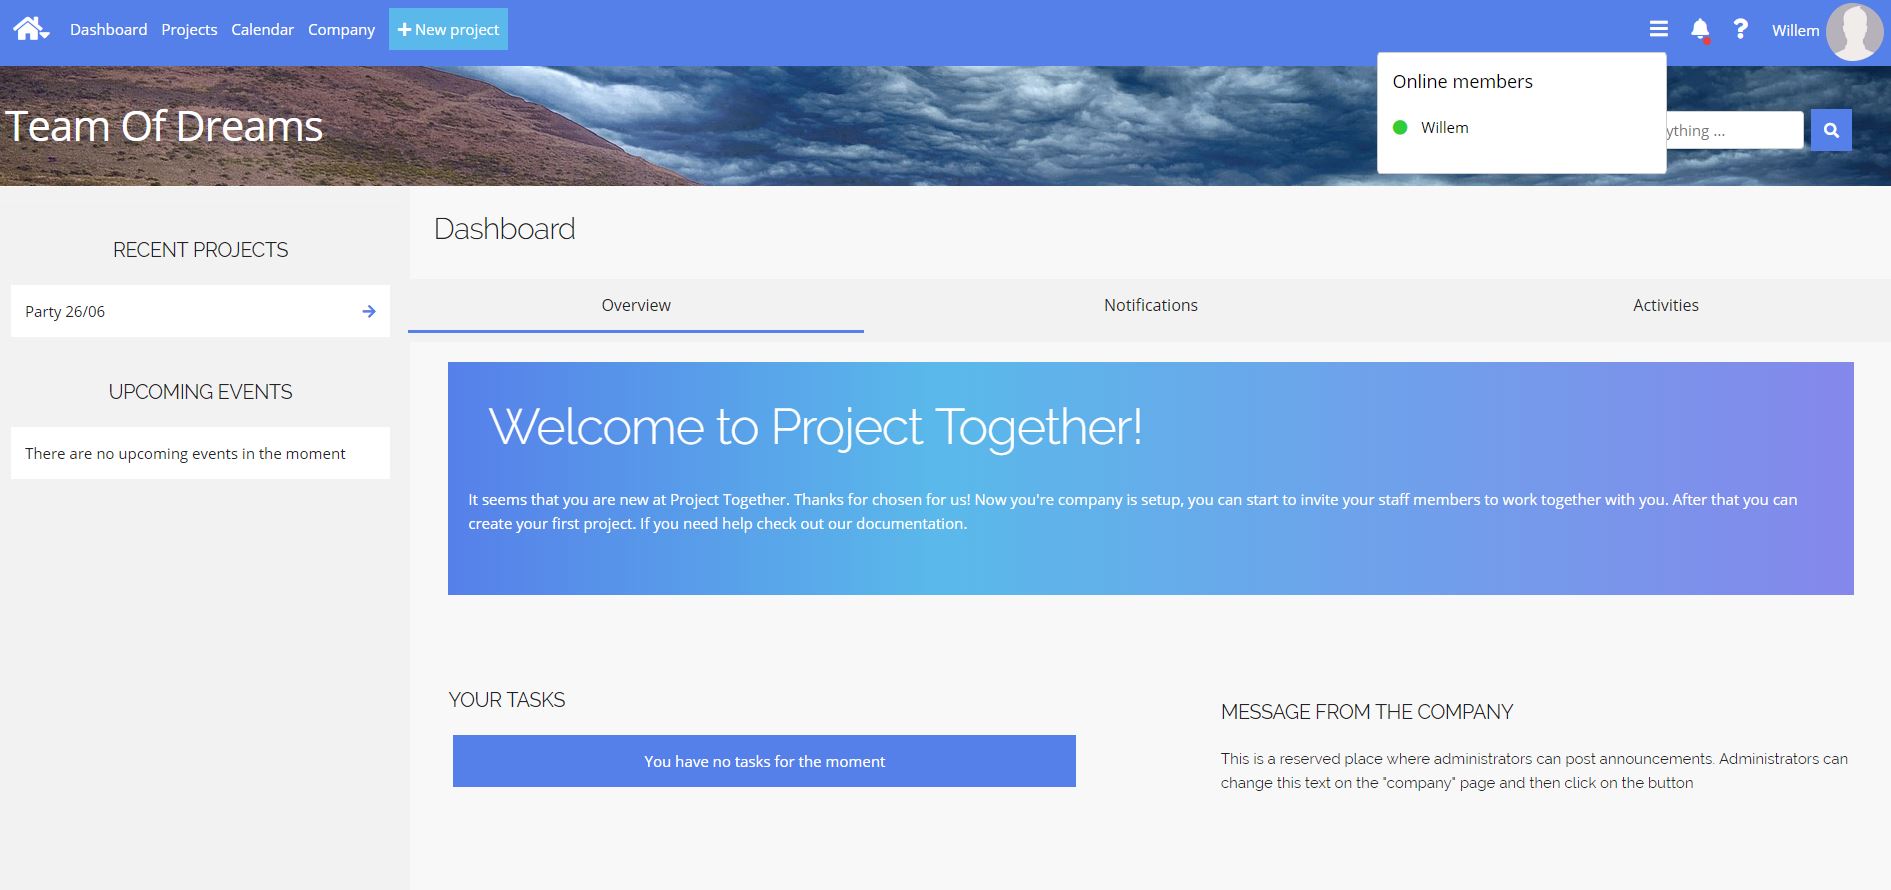 Dashboard Projects Calendar Company + New project
? Willem
Online members
Willem
Team Of Dreams
ything ...
RECENT PROJECTS
Party 26/06
UPCOMING EVENTS
There are no upcoming events in the moment
Dashboard
Overview Notifications Activities
Welcome to Project Together!
It seems that you are new at Project Together. Thanks for chosen for us! Now you're company is setup, you can start to invite your staff members to work together with you. After that you can
create your first project. If you need help check out our documentation.
YOUR TASKS
You have no tasks for the moment
MESSAGE FROM THE COMPANY
This is a reserved place where administrators can post announcements. Administrators can
change this text on the "company" page and then click on the button